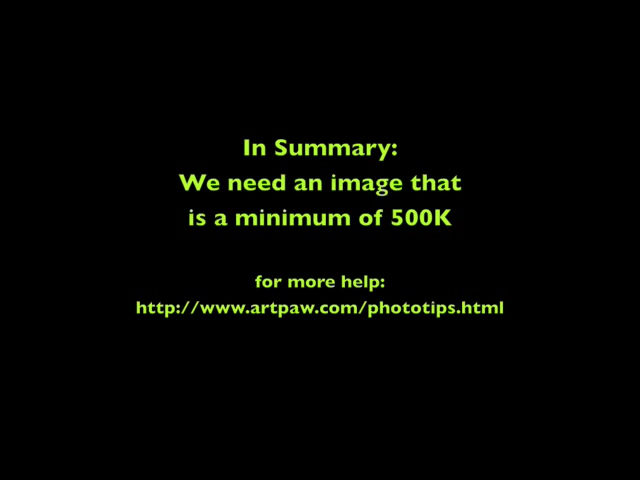 In Summary:
We need an image that
is a minimum of 500K
for more help:
http://www.artpaw.com/phototips.html